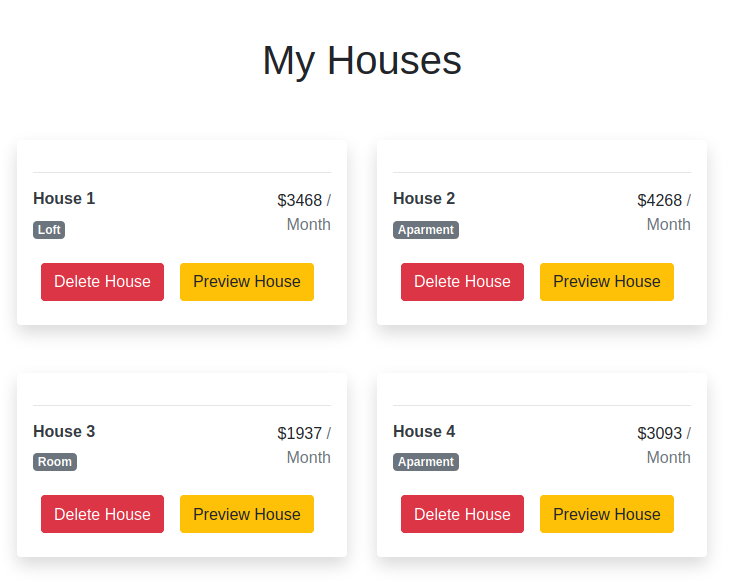 My Houses
House 1
$3468 /
Month
Loft
Delete House
Preview House
House 2
$4268 /
Month
Aparment
Delete House
Preview House
House 3
$1937 /
Month
Room
Delete House
Preview House
House 4
$3093 /
Month
Aparment
Delete House
Preview House